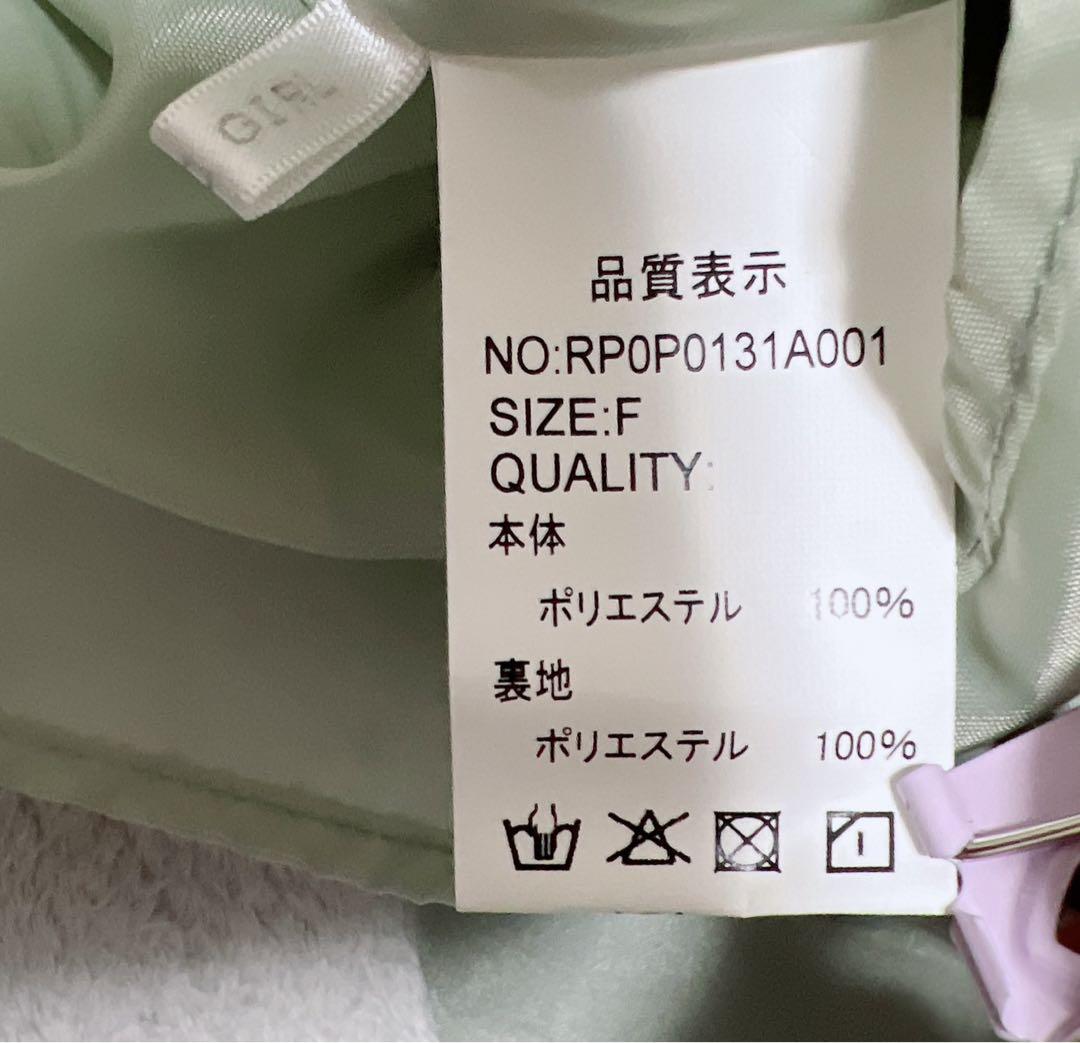 GIRL
品質表示
NO:RP0P0131A001
SIZE:F
QUALITY:
本体
ポリエステル 100%
裏地
ポリエステル 100%